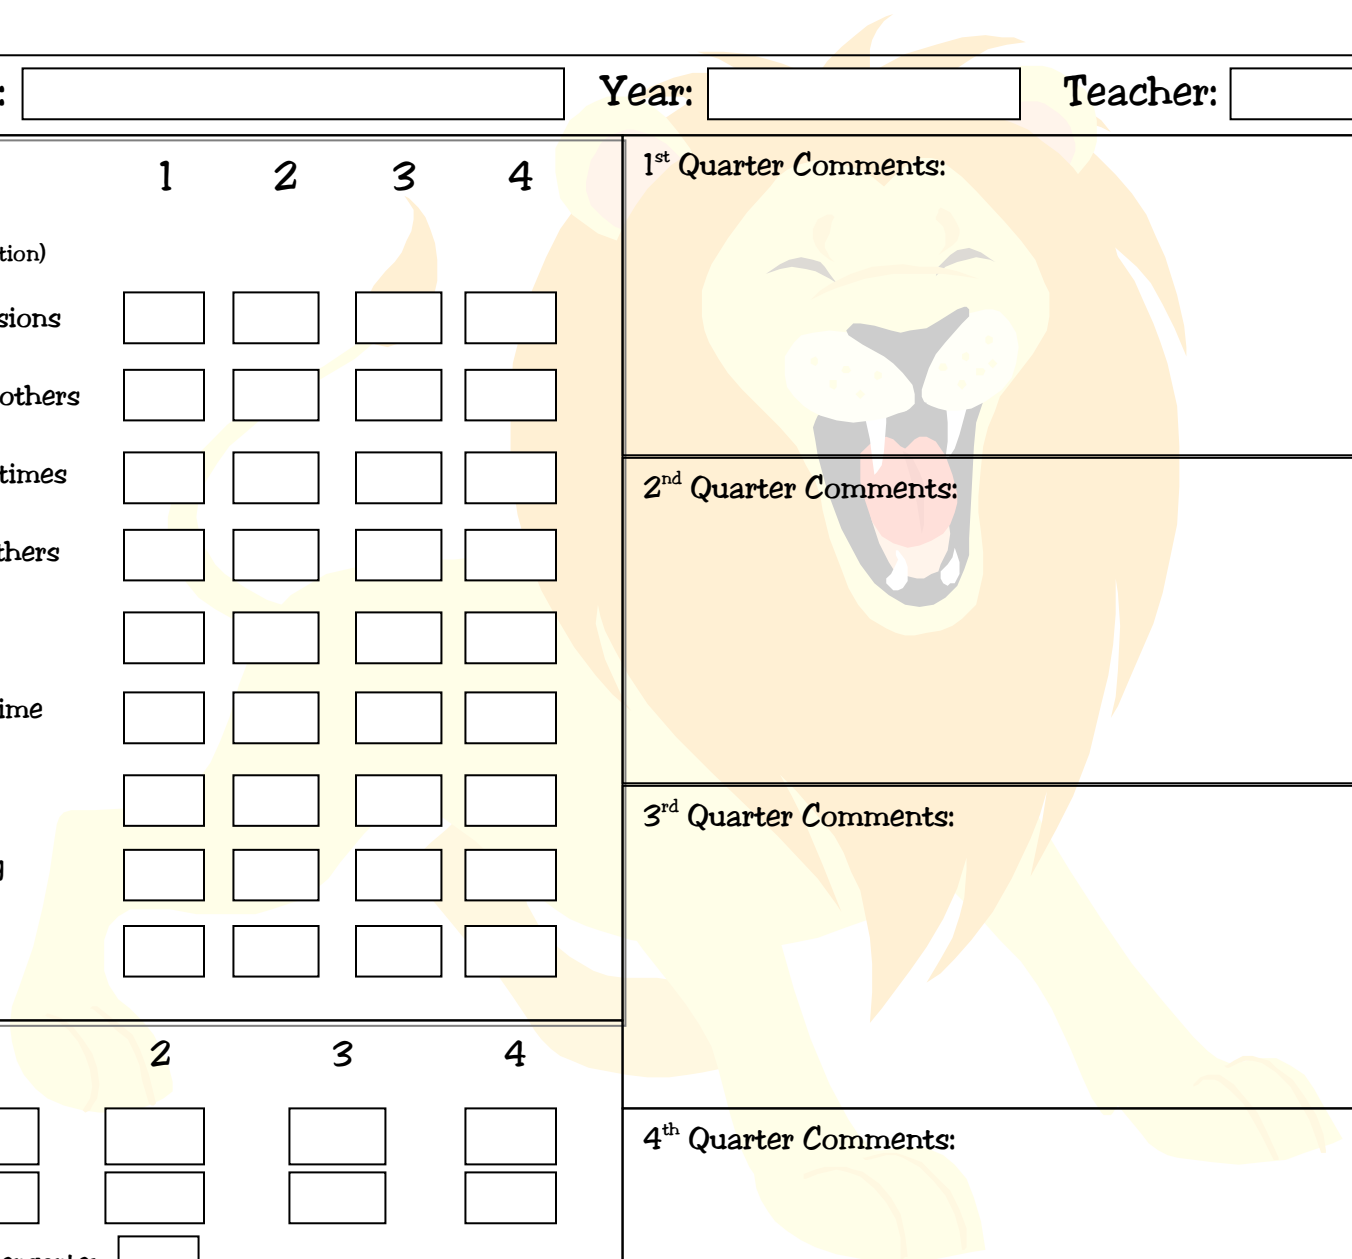 : Year: Teacher:
1 2 3 4
tion)
sions
others
times
thers
ime
g
2 3 4
1st Quarter Comments:
2nd Quarter Comments:
3rd Quarter Comments:
4th Quarter Comments: